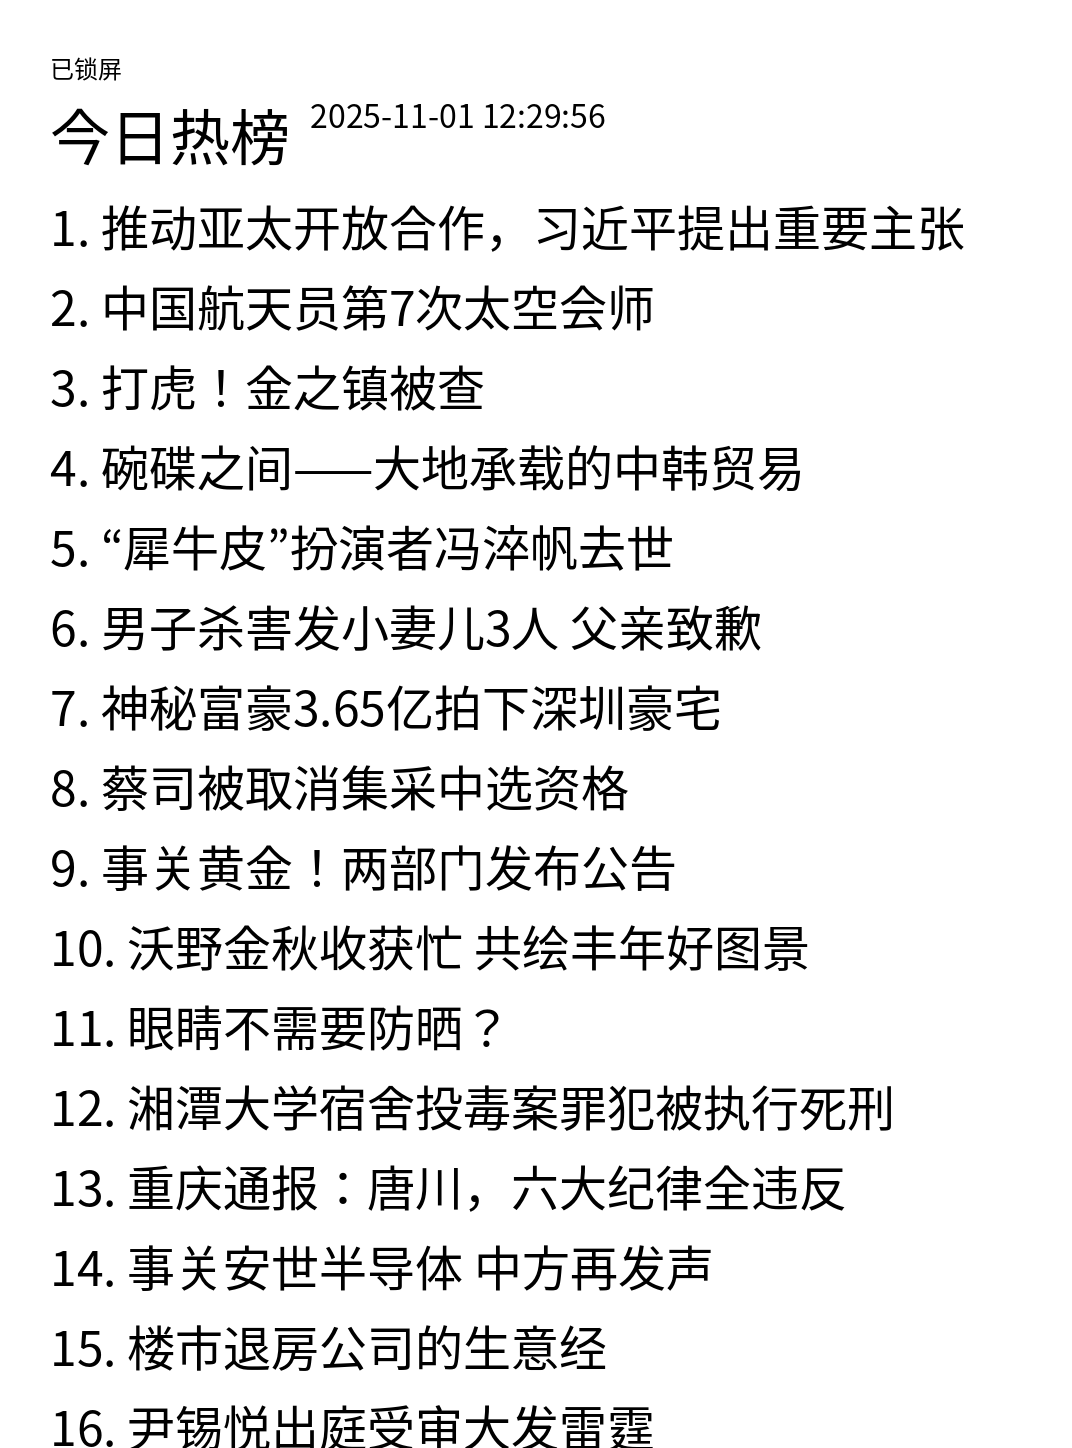 已锁屏
今日热榜 2025-11-01 12:29:56
1. 推动亚太开放合作，习近平提出重要主张
2. 中国航天员第7次太空会师
3. 打虎！金之镇被查
4. 碗碟之间——大地承载的中韩贸易
5. “犀牛皮”扮演者冯淬帆去世
6. 男子杀害发小妻儿3人 父亲致歉
7. 神秘富豪3.65亿拍下深圳豪宅
8. 蔡司被取消集采中选资格
9. 事关黄金！两部门发布公告
10. 沃野金秋收获忙 共绘丰年好图景
11. 眼睛不需要防晒？
12. 湘潭大学宿舍投毒案罪犯被执行死刑
13. 重庆通报：唐川，六大纪律全违反
14. 事关安世半导体 中方再发声
15. 楼市退房公司的生意经
16. 尹锡悦出庭受审大发雷霆